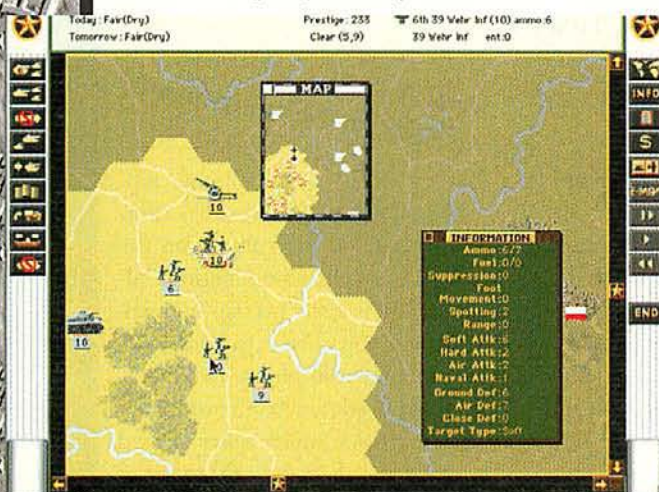 Today: Fair(Dry)
Prestige: 233
6th 39 Wehr Inf (10) ammo:6
Tomorrow: Fair(Dry)
Clear (5,9)
39 Wehr Inf ent:0
MAP
INFO
S
END
10
10
6
10
9
INFORMATION
Ammo:6/7
Fuel:0/0
Suppression:0
Foot
Movement:0
Spotting:2
Range:0
Soft Attk:6
Hard Attk:2
Air Attk:2
Naval Attk:1
Ground Def:6
Air Def:7
Close Def:0
Target Type:Soft